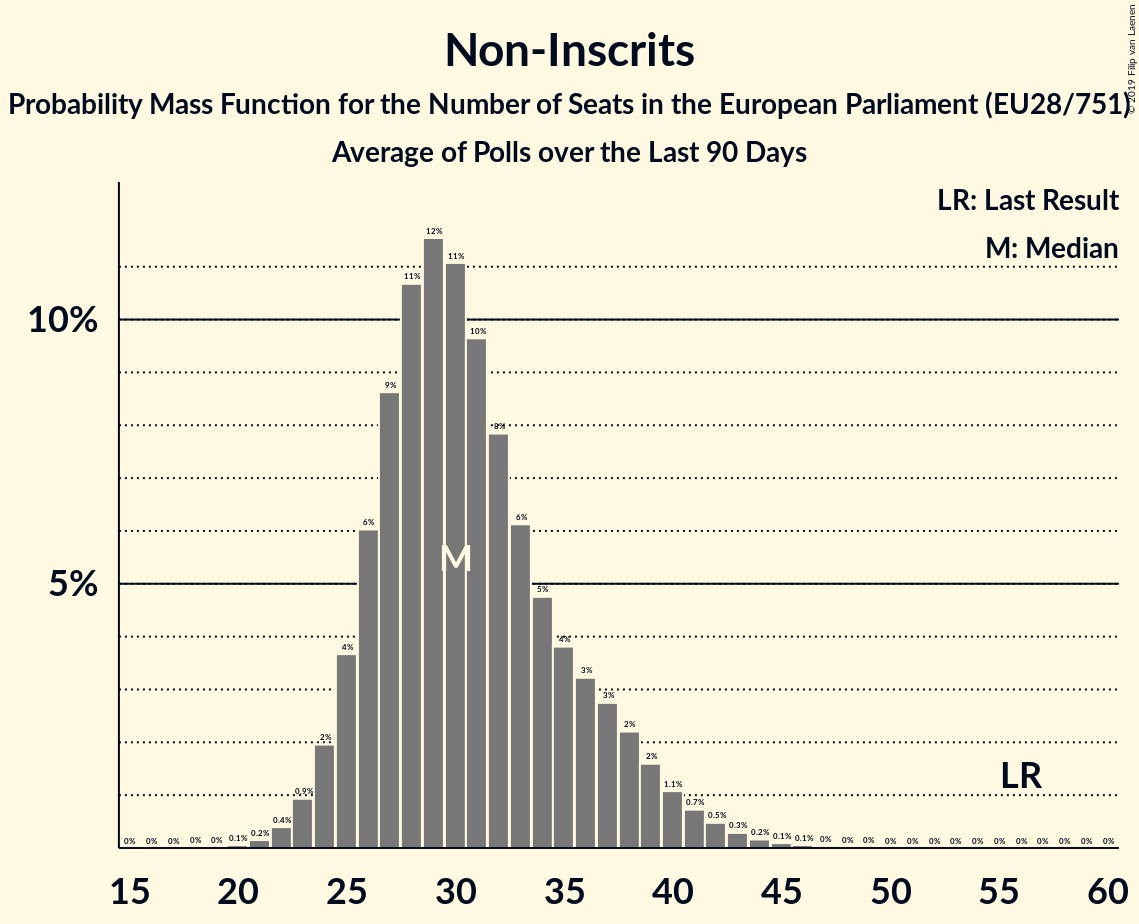 Non-Inscrits
Probability Mass Function for the Number of Seats in the European Parliament (EU28/751)
Average of Polls over the Last 90 Days
© 2019 Filip van Laenen
LR: Last Result
M: Median
10%
5%
0% 0% 0% 0% 0% 0.1% 0.2% 0.4% 0.9% 2% 4% 6% 9% 11% 12% 11% 10% 8% 6% 5% 4% 3% 3% 2% 2% 1.1% 0.7% 0.5% 0.3% 0.2% 0.1% 0.1% 0% 0% 0% 0% 0% 0% 0% 0% 0% 0% 0% 0% 0% 0%
M
LR
15 20 25 30 35 40 45 50 55 60